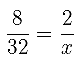 8/32 = 2/x